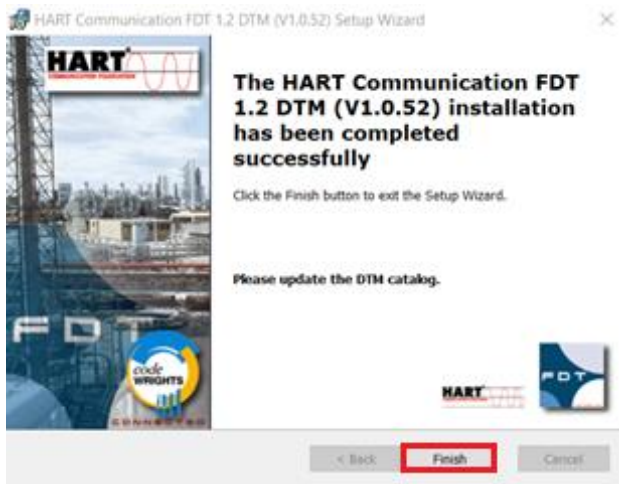 HART Communication FDT 1.2 DTM (V1.0.52) Setup Wizard
HART
COMMUNICATION FOUNDATION
The HART Communication FDT
1.2 DTM (V1.0.52) installation
has been completed
successfully
Click the Finish button to exit the Setup Wizard.
Please update the DTM catalog.
FDT
code
WRIGHTS
CONNECTED
HART
FDT
< Back
Finish
Cancel